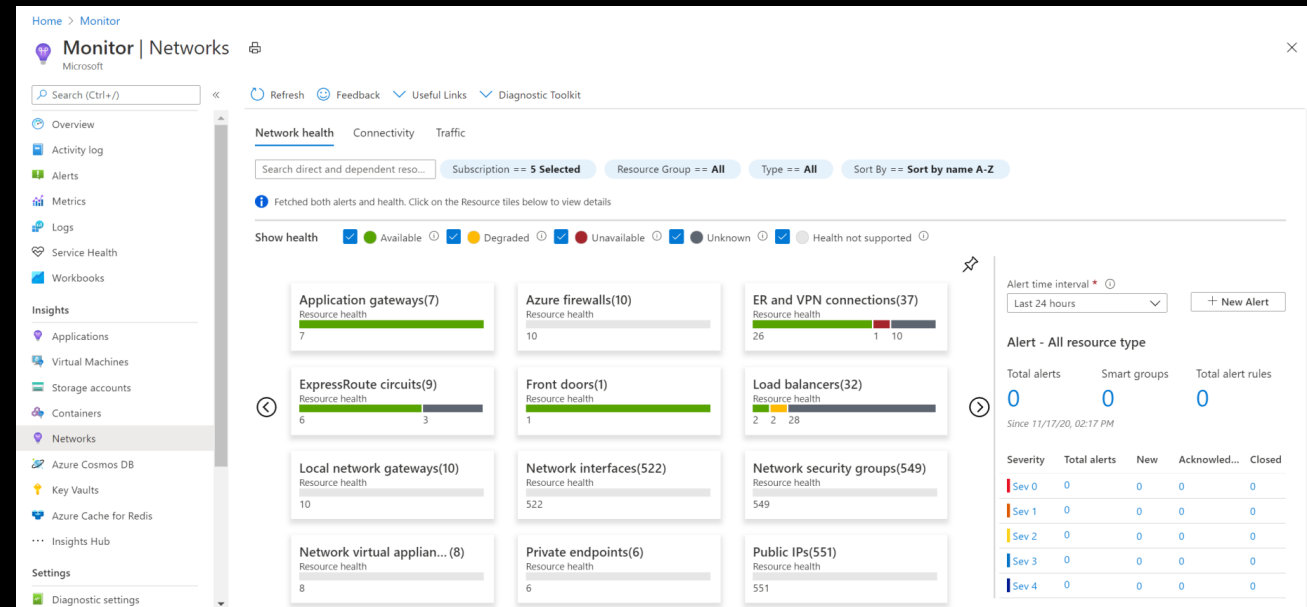 Home > Monitor
Monitor | Networks
Microsoft
Search (Ctrl+/)
Overview
Activity log
Alerts
Metrics
Logs
Service Health
Workbooks
Insights
Applications
Virtual Machines
Storage accounts
Containers
Networks
Azure Cosmos DB
Key Vaults
Azure Cache for Redis
Insights Hub
Settings
Diagnostic settings
Refresh Feedback Useful Links Diagnostic Toolkit
Network health Connectivity Traffic
Search direct and dependent reso... Subscription == 5 Selected Resource Group == All Type == All Sort By == Sort by name A-Z
Fetched both alerts and health. Click on the Resource tiles below to view details
Show health Available Degraded Unavailable Unknown Health not supported
Application gateways(7)
Resource health
7
Azure firewalls(10)
Resource health
10
ER and VPN connections(37)
Resource health
26 1 10
ExpressRoute circuits(9)
Resource health
6 3
Front doors(1)
Resource health
1
Load balancers(32)
Resource health
2 2 28
Local network gateways(10)
Resource health
10
Network interfaces(522)
Resource health
522
Network security groups(549)
Resource health
549
Network virtual applian... (8)
Resource health
8
Private endpoints(6)
Resource health
6
Public IPs(551)
Resource health
551
Alert time interval *
Last 24 hours
+ New Alert
Alert - All resource type
Total alerts Smart groups Total alert rules
0 0 0
Since 11/17/20, 02:17 PM
Severity Total alerts New Acknowled... Closed
Sev 0 0 0 0 0
Sev 1 0 0 0 0
Sev 2 0 0 0 0
Sev 3 0 0 0 0
Sev 4 0 0 0 0